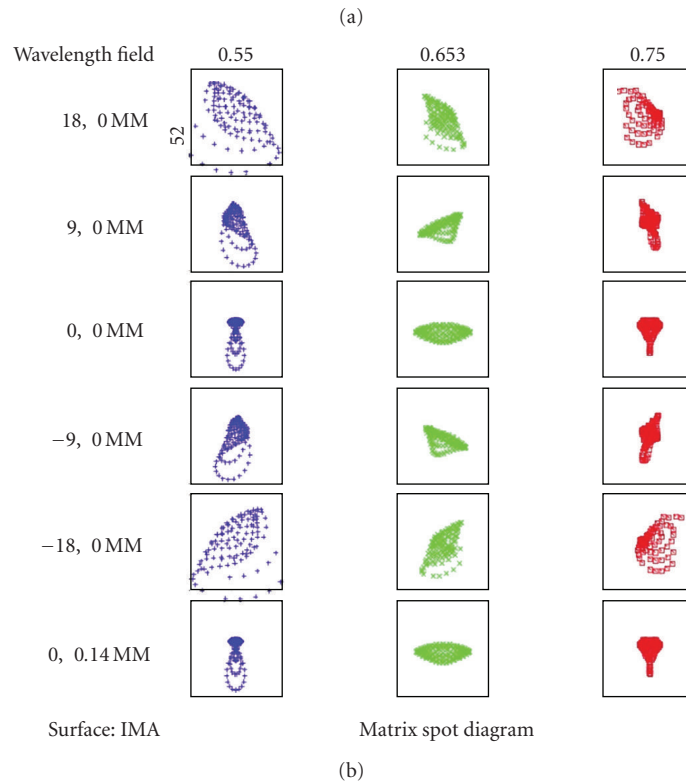 (a)
Wavelength field 0.55 0.653 0.75
18, 0 MM
52
9, 0 MM
0, 0 MM
−9, 0 MM
−18, 0 MM
0, 0.14 MM
Surface: IMA Matrix spot diagram
(b)